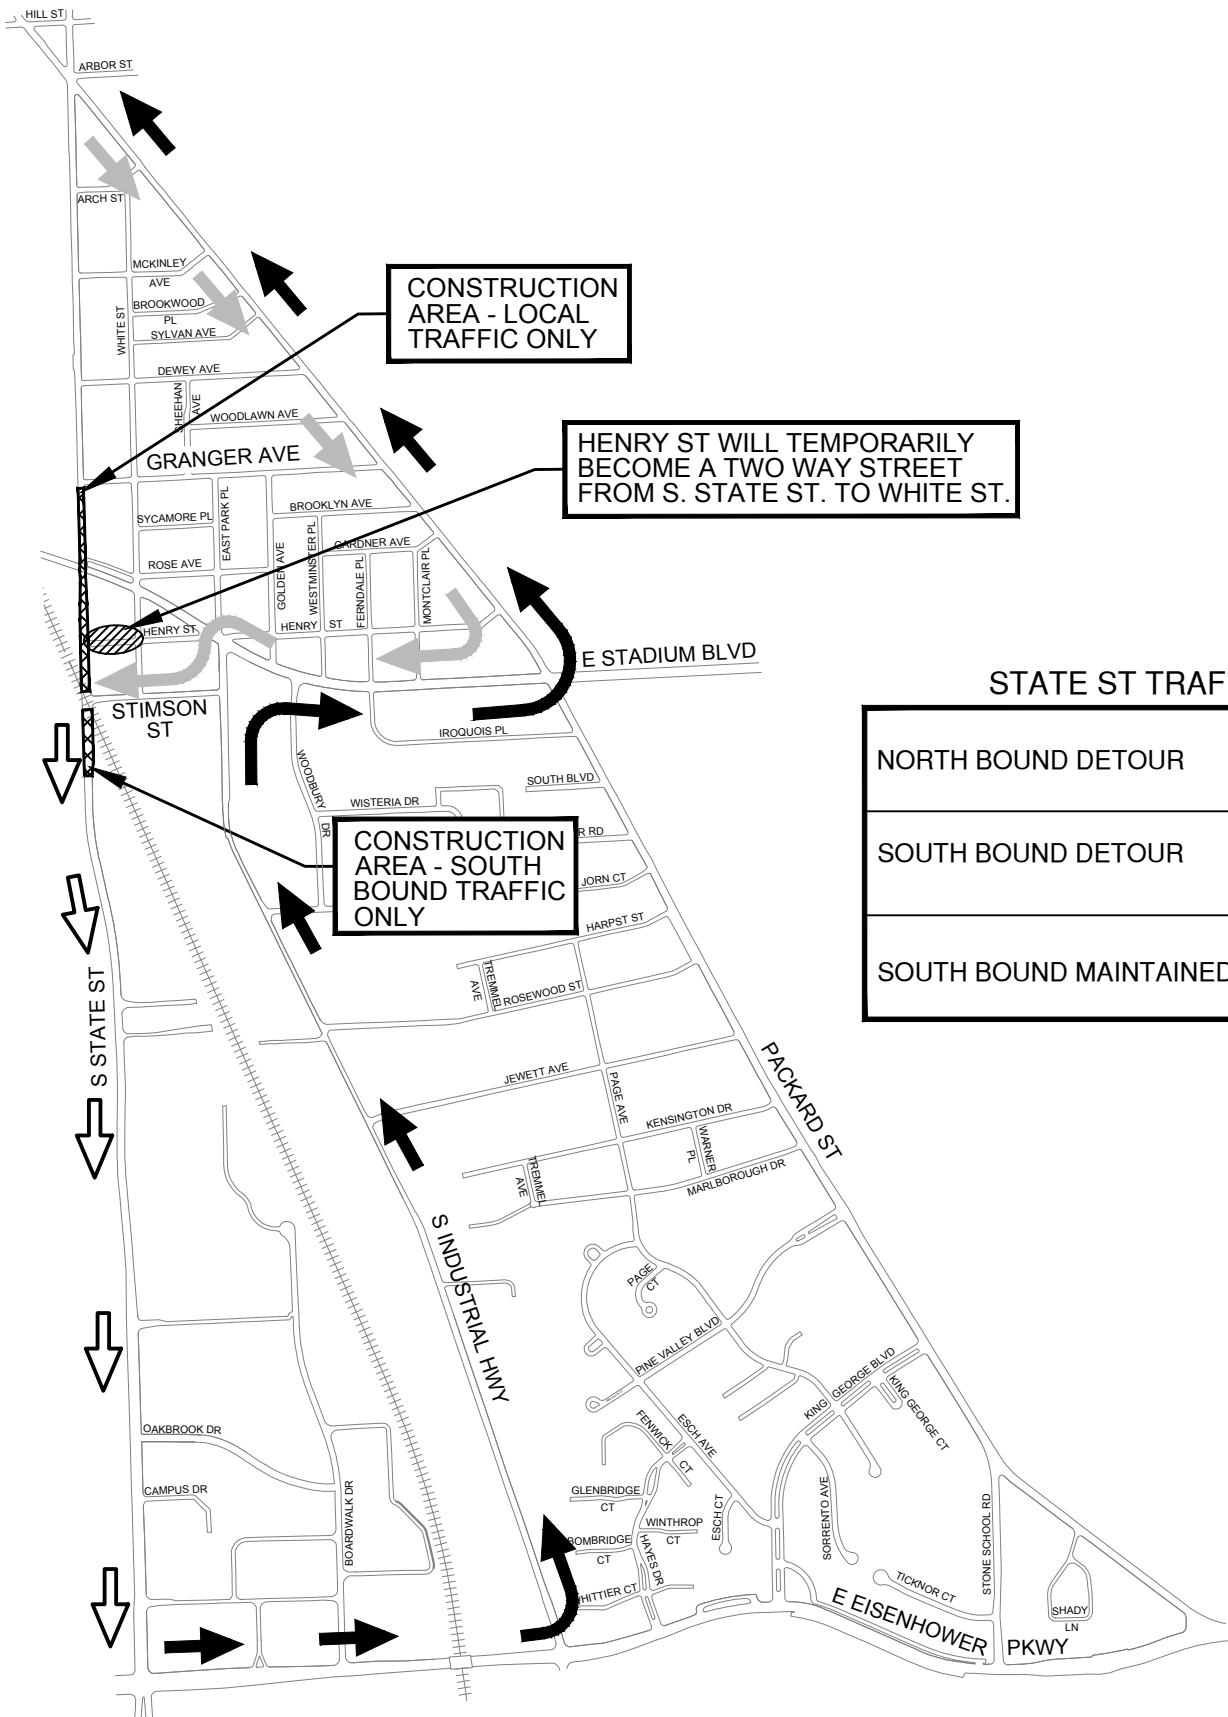 HILL ST
ARBOR ST
ARCH ST
MCKINLEY
AVE
BROOKWOOD
PL
SYLVAN AVE
WHITE ST
DEWEY AVE
SHEEHAN
AVE
WOODLAWN AVE
GRANGER AVE
CONSTRUCTION
AREA - LOCAL
TRAFFIC ONLY
HENRY ST WILL TEMPORARILY
BECOME A TWO WAY STREET
FROM S. STATE ST. TO WHITE ST.
BROOKLYN AVE
SYCAMORE PL
EAST PARK PL
ROSE AVE
GOLDEN AVE
WESTMINSTER PL
GARDNER AVE
FERNDALE PL
MONTCLAIR PL
HENRY ST
HENRY ST
E STADIUM BLVD
STIMSON
ST
IROQUOIS PL
WOODBURY
DR
SOUTH BLVD
WISTERIA DR
R RD
CONSTRUCTION
AREA - SOUTH
BOUND TRAFFIC
ONLY
JORN CT
HARPST ST
TREMMEL
AVE
ROSEWOOD ST
S STATE ST
JEWETT AVE
PAGE AVE
KENSINGTON DR
WARNER
PL
PACKARD ST
MARLBOROUGH DR
TREMMEL
AVE
S INDUSTRIAL HWY
PAGE
CT
PINE VALLEY BLVD
KING GEORGE BLVD
KING GEORGE CT
FENWICK
CT
ESCH AVE
OAKBROOK DR
CAMPUS DR
BOARDWALK DR
GLENBRIDGE
CT
WINTHROP
CT
ESCH CT
BOMBRIDGE
CT
HAYES DR
SORRENTO AVE
STONE SCHOOL RD
HITTIER CT
TICKNOR CT
SHADY
LN
E EISENHOWER PKWY
STATE ST TRAF
NORTH BOUND DETOUR
SOUTH BOUND DETOUR
SOUTH BOUND MAINTAINED